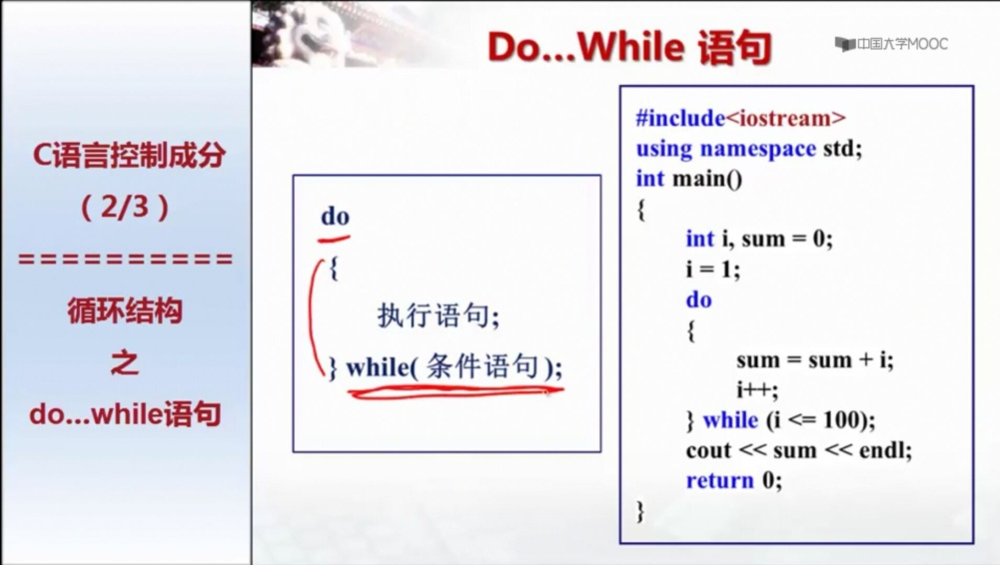 Do...While 语句
中国大学MOOC
C语言控制成分
（2/3）
==========
循环结构
之
do...while语句
do
{
执行语句;
} while( 条件语句 );
#include<iostream>
using namespace std;
int main()
{
int i, sum = 0;
i = 1;
do
{
sum = sum + i;
i++;
} while (i <= 100);
cout << sum << endl;
return 0;
}